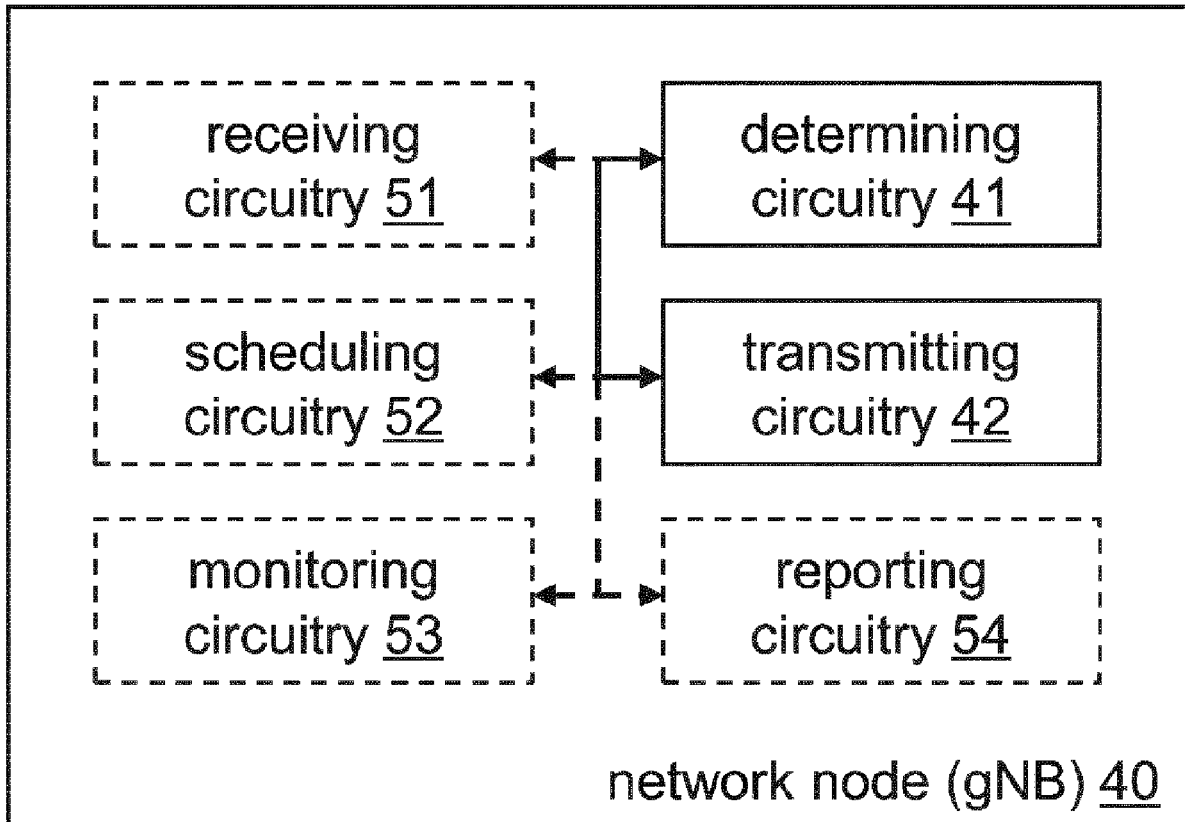 receiving
circuitry 51
determining
circuitry 41
scheduling
circuitry 52
transmitting
circuitry 42
monitoring
circuitry 53
reporting
circuitry 54
network node (gNB) 40